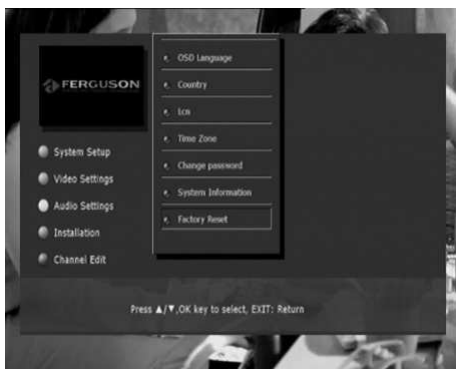 FERGUSON
System Setup
Video Settings
Audio Settings
Installation
Channel Edit
OSD Language
Country
Lcn
Time Zone
Change password
System Information
Factory Reset
Press ▲/▼,OK key to select, EXIT: Return